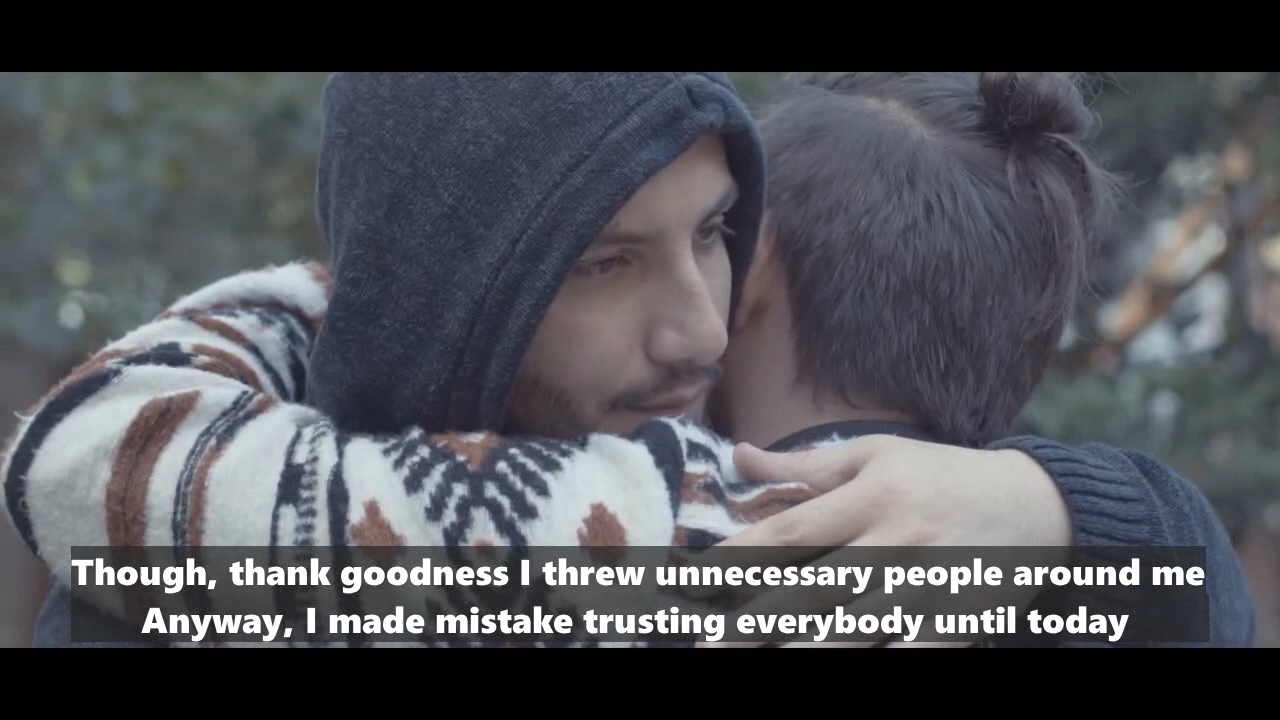 Though, thank goodness I threw unnecessary people around me
Anyway, I made mistake trusting everybody until today